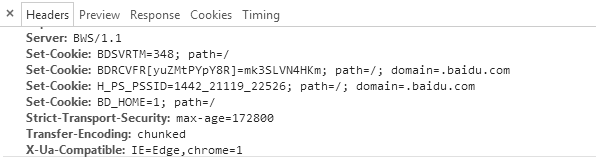 × Headers Preview Response Cookies Timing
Server: BWS/1.1
Set-Cookie: BDSVRTM=348; path=/
Set-Cookie: BDRCVFR[yuZMtPYpY8R]=mk3SLVN4HKm; path=/; domain=.baidu.com
Set-Cookie: H_PS_PSSID=1442_21119_22526; path=/; domain=.baidu.com
Set-Cookie: BD_HOME=1; path=/
Strict-Transport-Security: max-age=172800
Transfer-Encoding: chunked
X-Ua-Compatible: IE=Edge,chrome=1